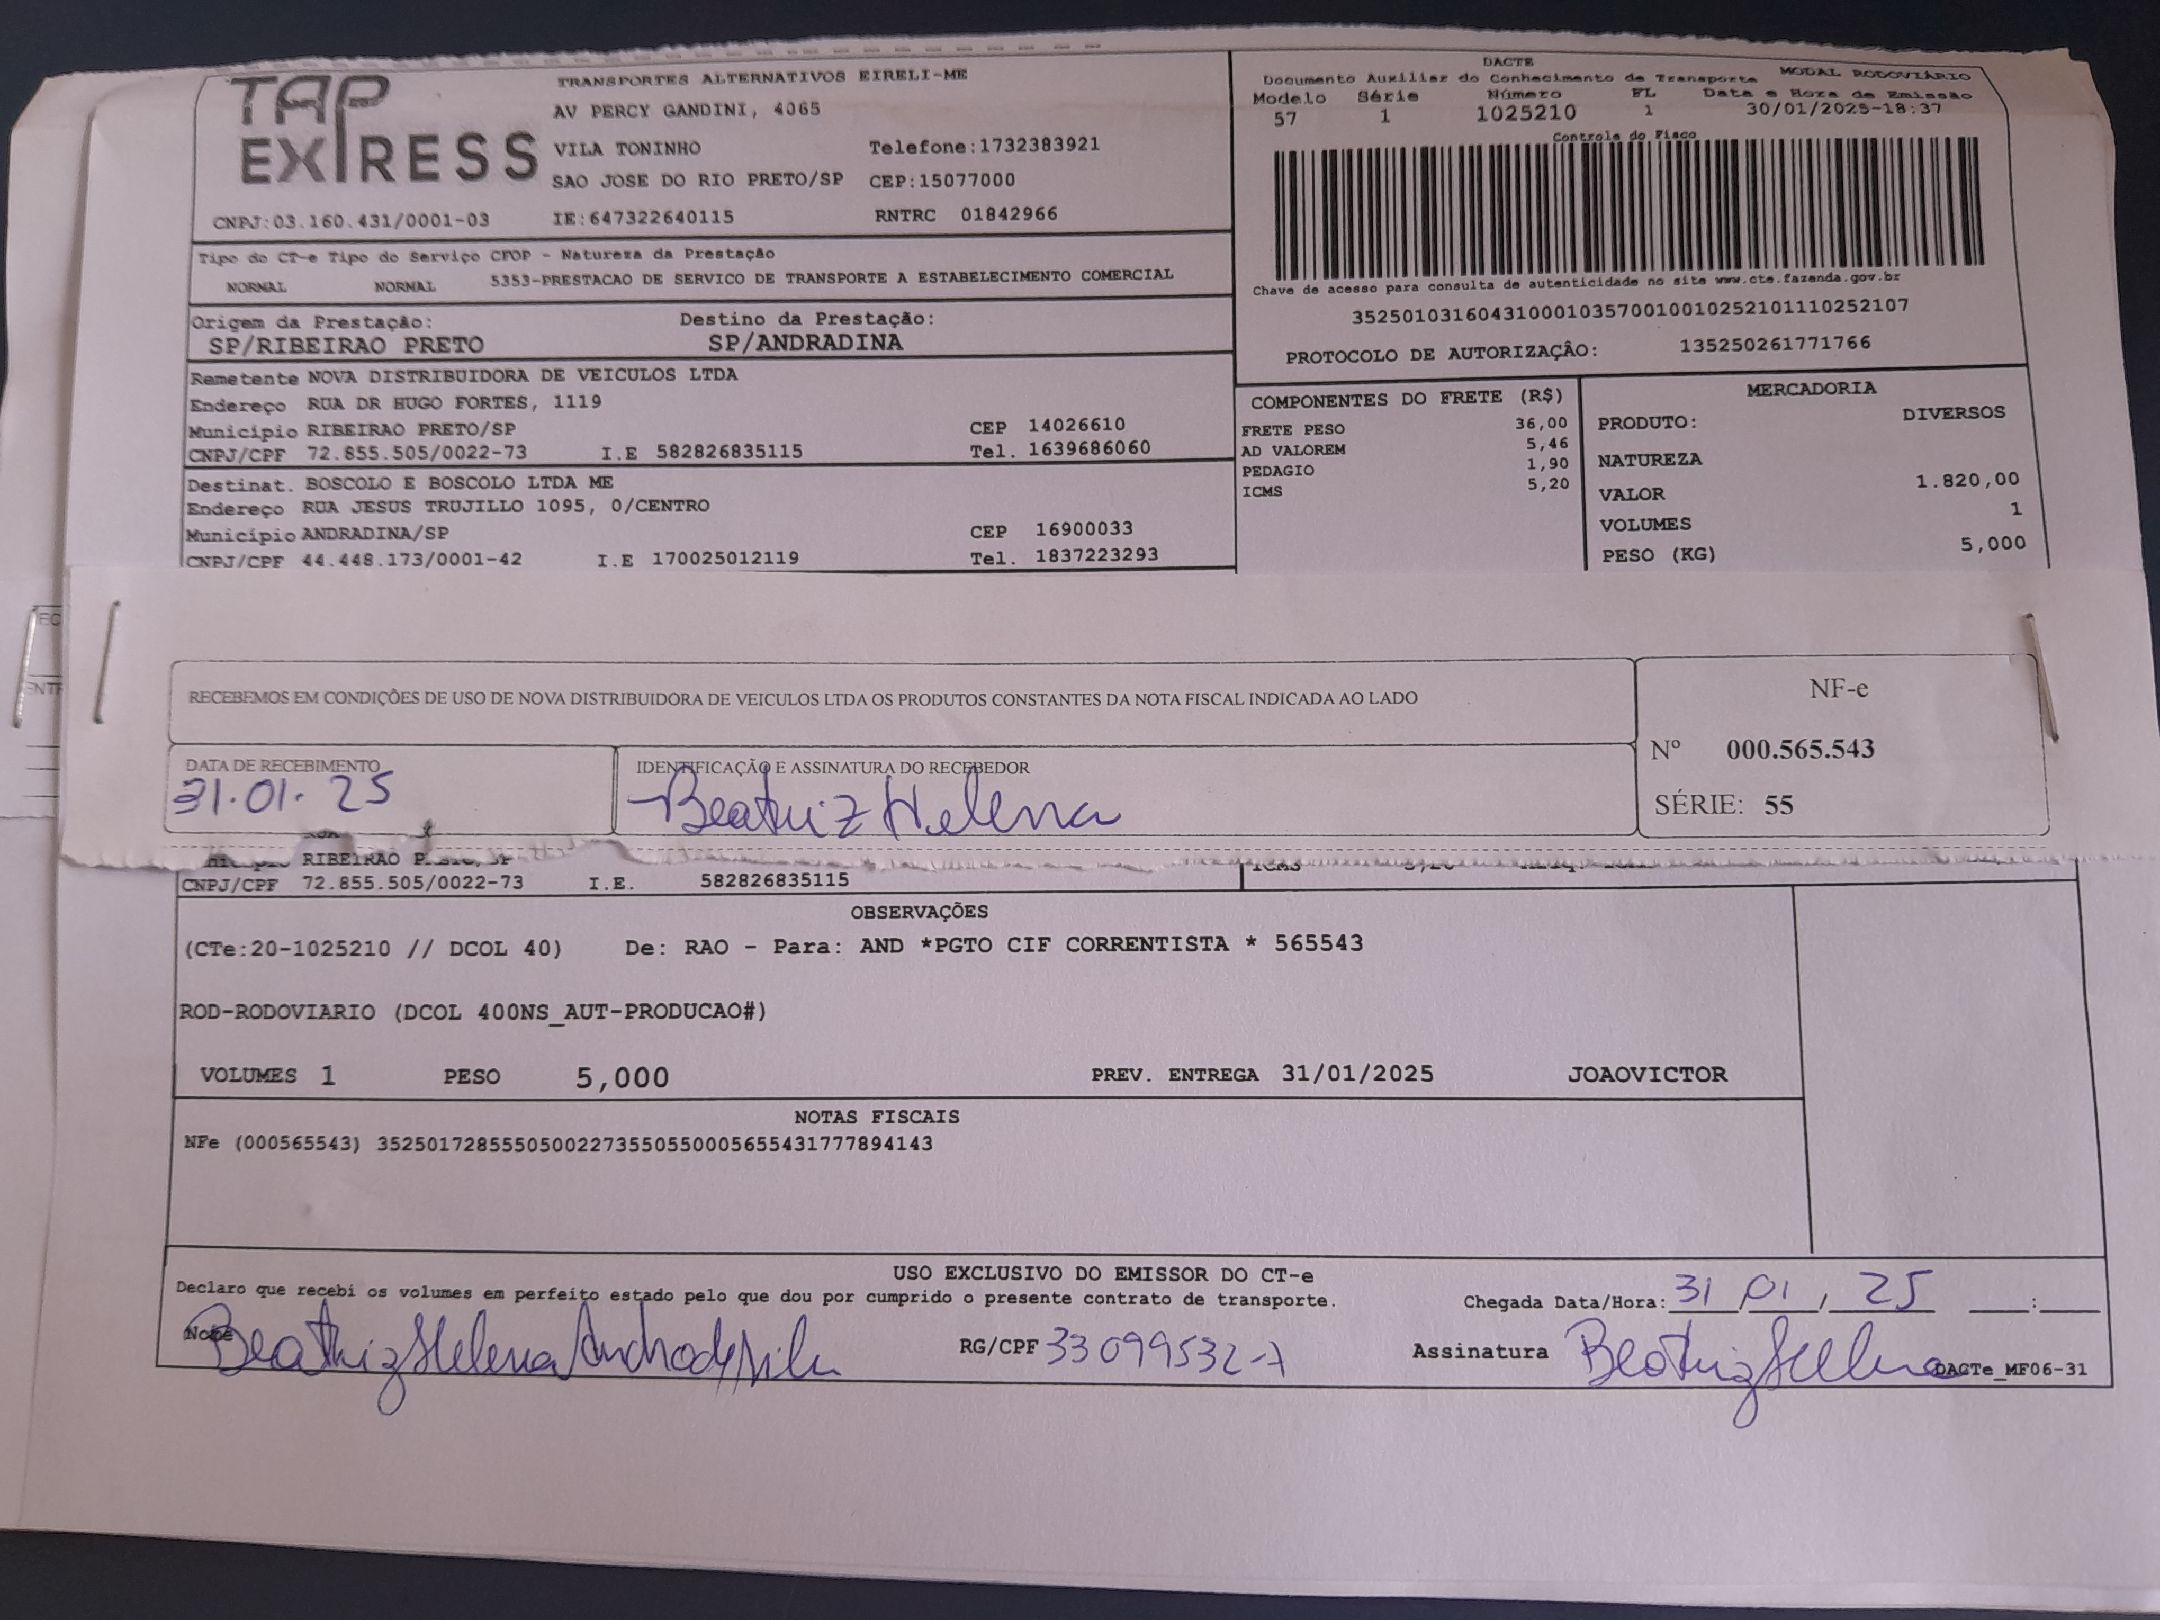 TAP EXPRESS
TRANSPORTES ALTERNATIVOS EIRELI-ME
AV PERCY GANDINI, 4065
VILA TONINHO Telefone:1732383921
SAO JOSE DO RIO PRETO/SP CEP:15077000
CNPJ:03.160.431/0001-03 IE:647322640115 RNTRC 01842966
DACTE
Documento Auxiliar do Conhecimento de Transporte MODAL RODOVIÁRIO
Modelo Série Número FL Data e Hora de Emissão
57 1 1025210 1 30/01/2025-18:37
Controle do Fisco
Chave de acesso para consulta de autenticidade no site www.cte.fazenda.gov.br
35250103160431000103570010010252101110252107
PROTOCOLO DE AUTORIZAÇÂO: 135250261771766
Tipo do CT-e Tipo do Serviço CFOP - Natureza da Prestação
NORMAL NORMAL 5353-PRESTACAO DE SERVICO DE TRANSPORTE A ESTABELECIMENTO COMERCIAL
Origem da Prestação: Destino da Prestação:
SP/RIBEIRAO PRETO SP/ANDRADINA
Remetente NOVA DISTRIBUIDORA DE VEICULOS LTDA
Endereço RUA DR HUGO FORTES, 1119
Município RIBEIRAO PRETO/SP CEP 14026610
CNPJ/CPF 72.855.505/0022-73 I.E 582826835115 Tel. 1639686060
Destinat. BOSCOLO E BOSCOLO LTDA ME
Endereço RUA JESUS TRUJILLO 1095, 0/CENTRO
Município ANDRADINA/SP CEP 16900033
CNPJ/CPF 44.448.173/0001-42 I.E 170025012119 Tel. 1837223293
COMPONENTES DO FRETE (R$)
FRETE PESO 36,00
AD VALOREM 5,46
PEDAGIO 1,90
ICMS 5,20
MERCADORIA
PRODUTO: DIVERSOS
NATUREZA
VALOR 1.820,00
VOLUMES 1
PESO (KG) 5,000
RECEBEMOS EM CONDIÇÕES DE USO DE NOVA DISTRIBUIDORA DE VEICULOS LTDA OS PRODUTOS CONSTANTES DA NOTA FISCAL INDICADA AO LADO
NF-e
Nº 000.565.543
SÉRIE: 55
DATA DE RECEBIMENTO
31.01.25
IDENTIFICAÇÃO E ASSINATURA DO RECEBEDOR
Beatriz Helena
RIBEIRAO
CNPJ/CPF 72.855.505/0022-73 I.E. 582826835115
OBSERVAÇÕES
(CTe:20-1025210 // DCOL 40) De: RAO - Para: AND *PGTO CIF CORRENTISTA * 565543
ROD-RODOVIARIO (DCOL 400NS_AUT-PRODUCAO#)
VOLUMES 1 PESO 5,000 PREV. ENTREGA 31/01/2025 JOAOVICTOR
NOTAS FISCAIS
NFe (000565543) 35250172855505002273550550005655431777894143
USO EXCLUSIVO DO EMISSOR DO CT-e
Declaro que recebi os volumes em perfeito estado pelo que dou por cumprido o presente contrato de transporte.
Chegada Data/Hora: 31/01/25 :
Nome Beatriz Helena RG/CPF 33099532-7 Assinatura Beatriz Helena
DACTe_MF06-31